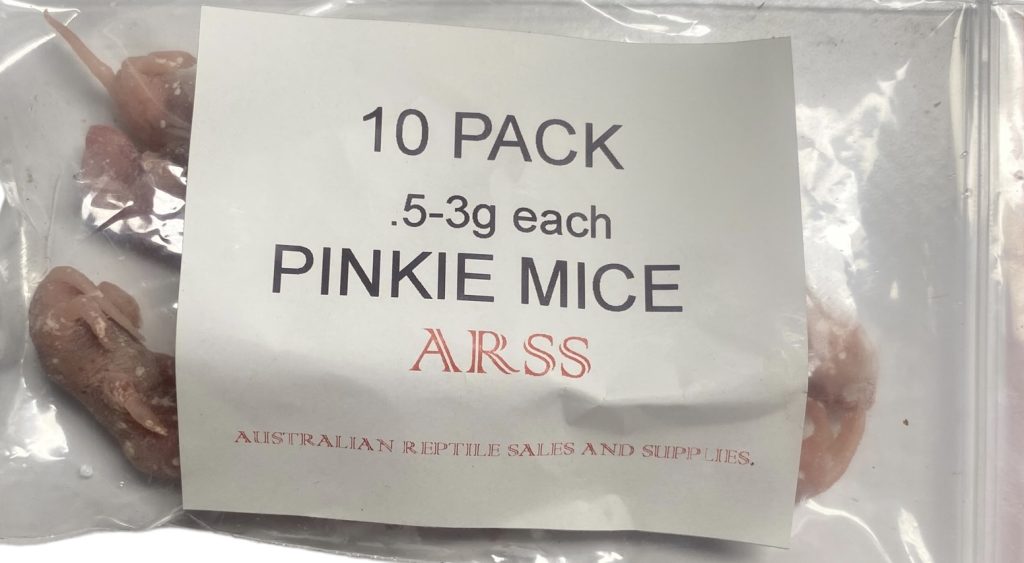 10 PACK
.5-3g each
PINKIE MICE
ARSS
AUSTRALIAN REPTILE SALES AND SUPPLIES.